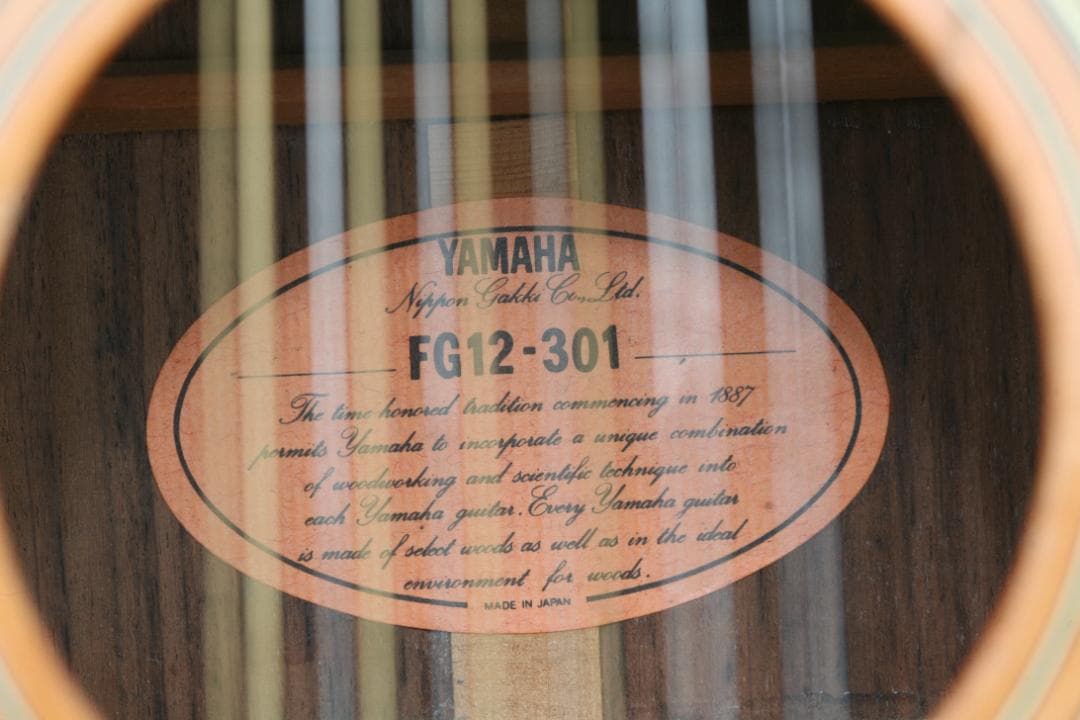 YAMAHA
Nippon Gakki Co., Ltd.
FG12-301
The time honored tradition commencing in 1887
permits Yamaha to incorporate a unique combination
of woodworking and scientific technique into
each Yamaha guitar. Every Yamaha guitar
is made of select woods as well as in the ideal
environment for woods.
MADE IN JAPAN